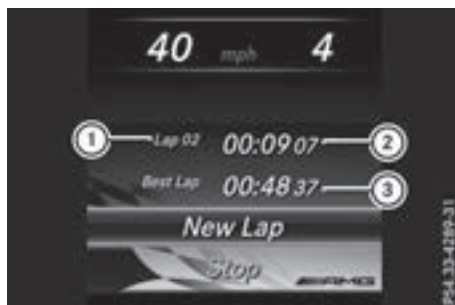 40 mph 4
1 Lap 02 00:09 07 2
Best Lap 00:48 37 3
New Lap
Stop AMG
P54.33-4289-31